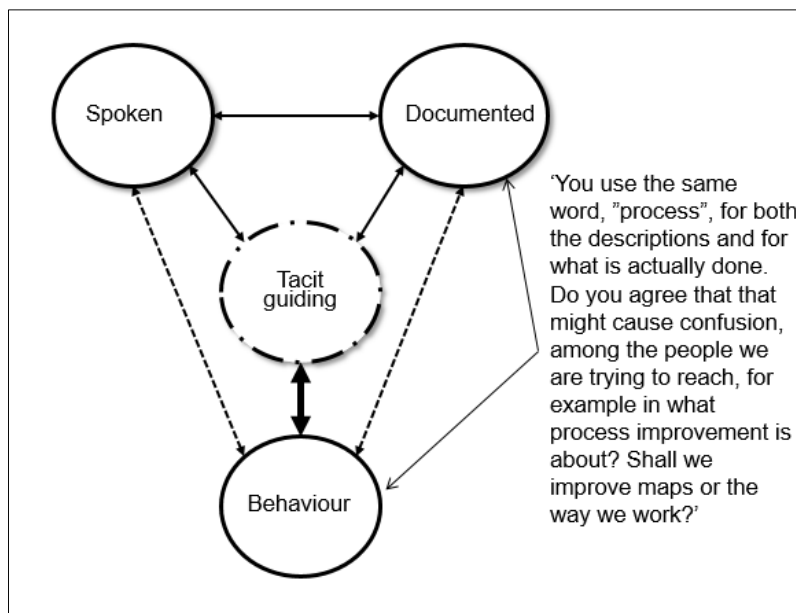 Spoken
Documented
Tacit
guiding
Behaviour
‘You use the same
word, ”process”, for both
the descriptions and for
what is actually done.
Do you agree that that
might cause confusion,
among the people we
are trying to reach, for
example in what
process improvement is
about? Shall we
improve maps or the
way we work?’